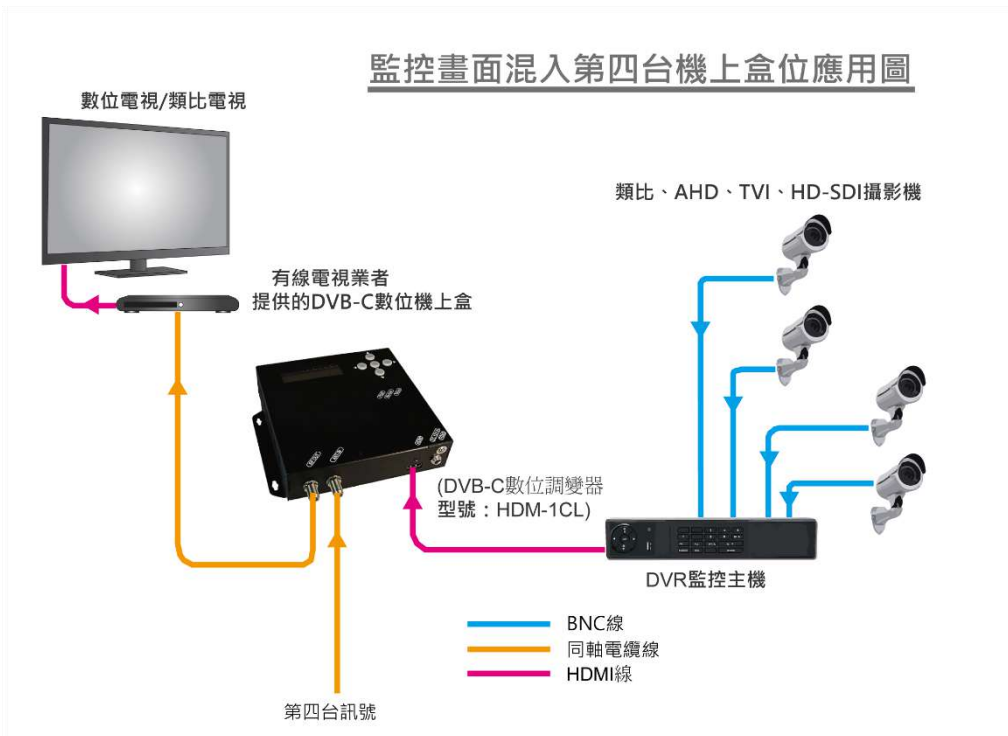 監控畫面混入第四台機上盒位應用圖
數位電視/類比電視
類比、AHD、TVI、HD-SDI攝影機
有線電視業者
提供的DVB-C數位機上盒
(DVB-C數位調變器
型號：HDM-1CL)
DVR監控主機
BNC線
同軸電纜線
HDMI線
第四台訊號